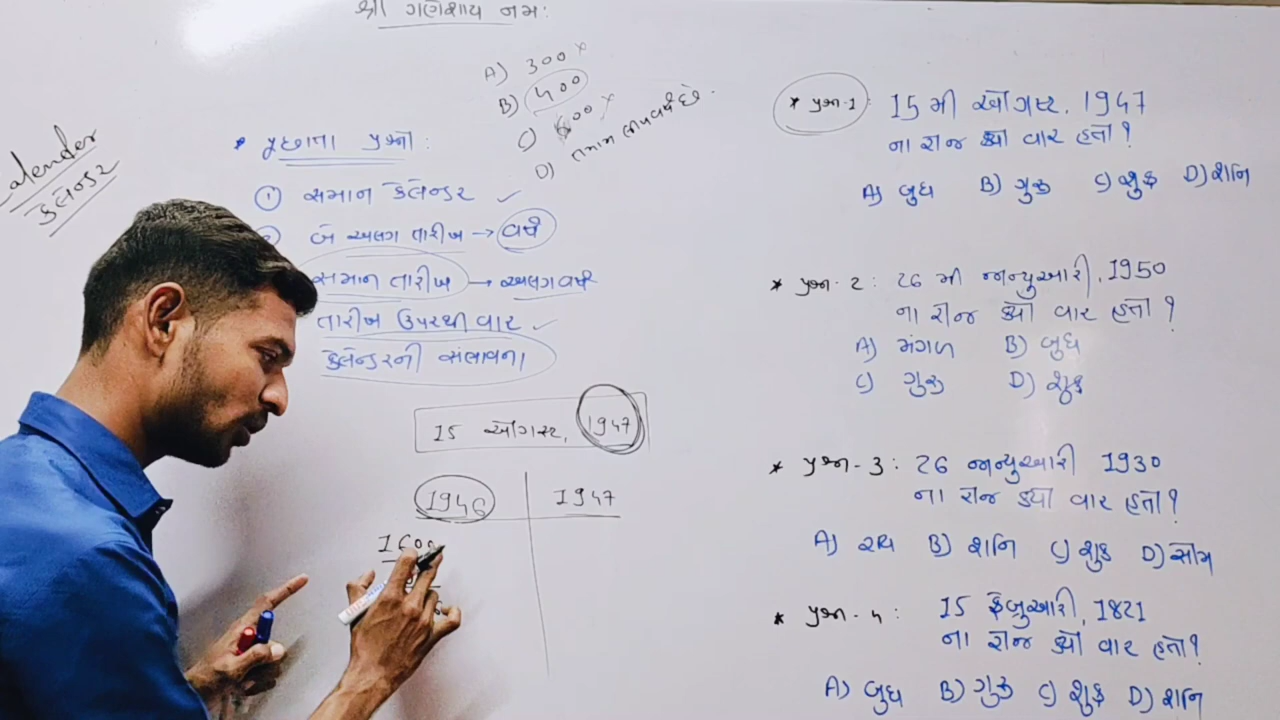 શ્રી ગણેશાય નમ:
A) 300 ×
B) 400
C) 600 ×
D) તમામ લીપવર્ષ છે.
કેલેન્ડર
* પૂછાતા પ્રશ્નો :
① સમાન કેલેન્ડર ✓
બે અલગ તારીખ → વર્ષ
સમાન તારીખ → અલગ વર્ષ
તારીખ ઉપરથી વાર ✓
કેલેન્ડરની સંભાવના
15 ઓગસ્ટ, 1947
1946 1947
* પ્રશ્ન-1 : 15 મી ઓગસ્ટ, 1947
ના રોજ ક્યો વાર હતો ?
A) બુધ B) ગુરુ C) શુક્ર D) શનિ
* પ્રશ્ન-2 : 26 મી જાન્યુઆરી, 1950
ના રોજ ક્યો વાર હતો ?
A) મંગળ B) બુધ
C) ગુરુ D) શુક્ર
* પ્રશ્ન-3 : 26 જાન્યુઆરી 1930
ના રોજ ક્યો વાર હતો ?
A) રવિ B) શનિ C) શુક્ર D) સોમ
* પ્રશ્ન-4 : 15 ફેબ્રુઆરી, 1821
ના રોજ ક્યો વાર હતો ?
A) બુધ B) ગુરુ C) શુક્ર D) શનિ